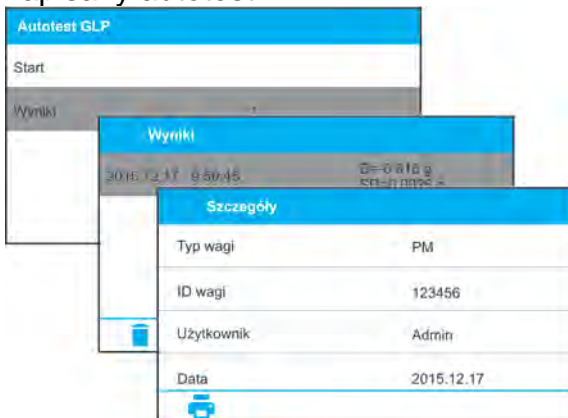 Autotest GLP
Start
Wyniki
Wyniki
2015.12.17 9:50:45
Szczegóły
Typ wagi PM
ID wagi 123456
Użytkownik Admin
Data 2015.12.17